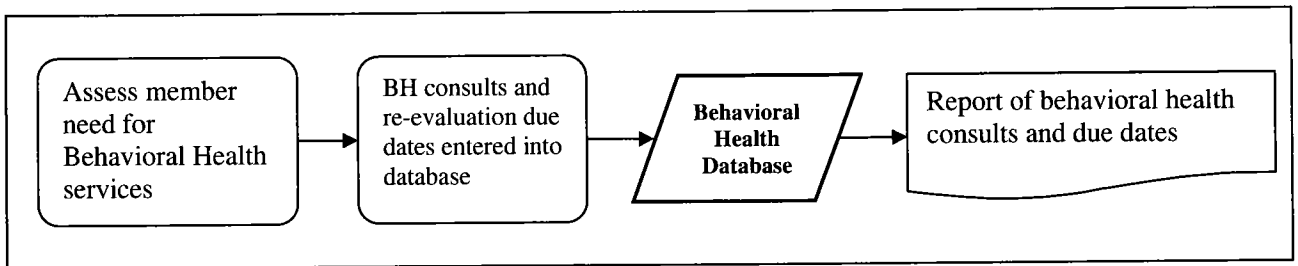 Assess member
need for
Behavioral Health
services
BH consults and
re-evaluation due
dates entered into
database
Behavioral
Health
Database
Report of behavioral health
consults and due dates